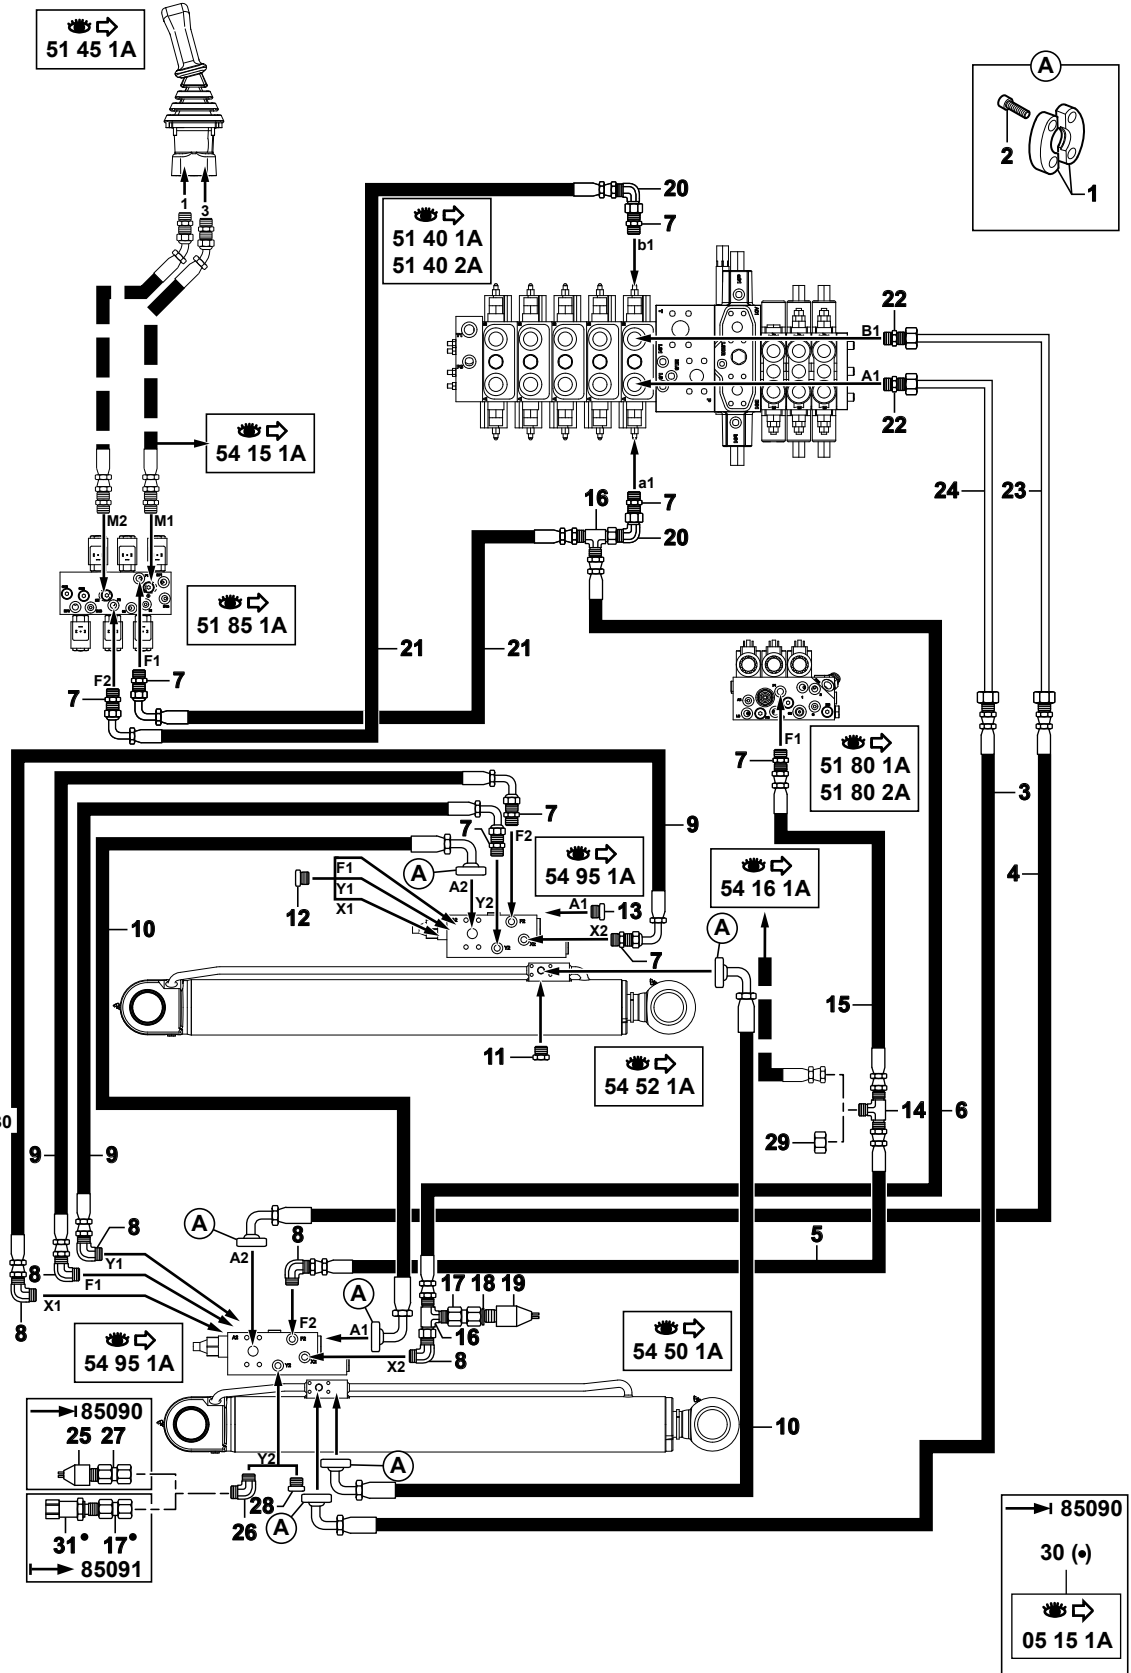 51 45 1A
A
2
1
1
3
20
7
b1
51 40 1A
51 40 2A
22
B1
A1
22
54 15 1A
a1
16
7
20
24
23
M2
M1
51 85 1A
21
21
F1
F2
7
7
F1
7
51 80 1A
51 80 2A
3
7
7
9
F2
A
A2
Y2
54 95 1A
54 16 1A
4
F1
Y1
X1
12
A1
13
10
X2
7
A
15
11
54 52 1A
14
6
29
9
9
8
A
8
5
Y1
A2
8
F1
X1
8
A
17
18
19
F2
A1
16
54 95 1A
X2
8
54 50 1A
85090
25
27
10
Y2
A
28
26
A
31•
17•
85091
85090
30 (•)
05 15 1A